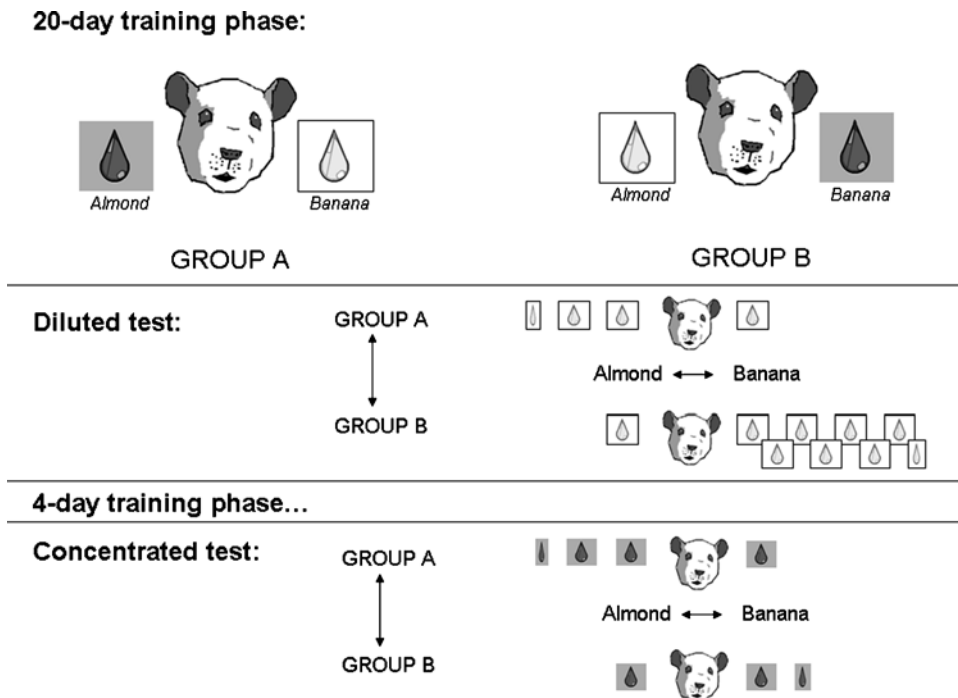 20-day training phase:
Almond
Banana
Almond
Banana
GROUP A
GROUP B
Diluted test:
GROUP A
Almond
Banana
GROUP B
4-day training phase...
Concentrated test:
GROUP A
Almond
Banana
GROUP B